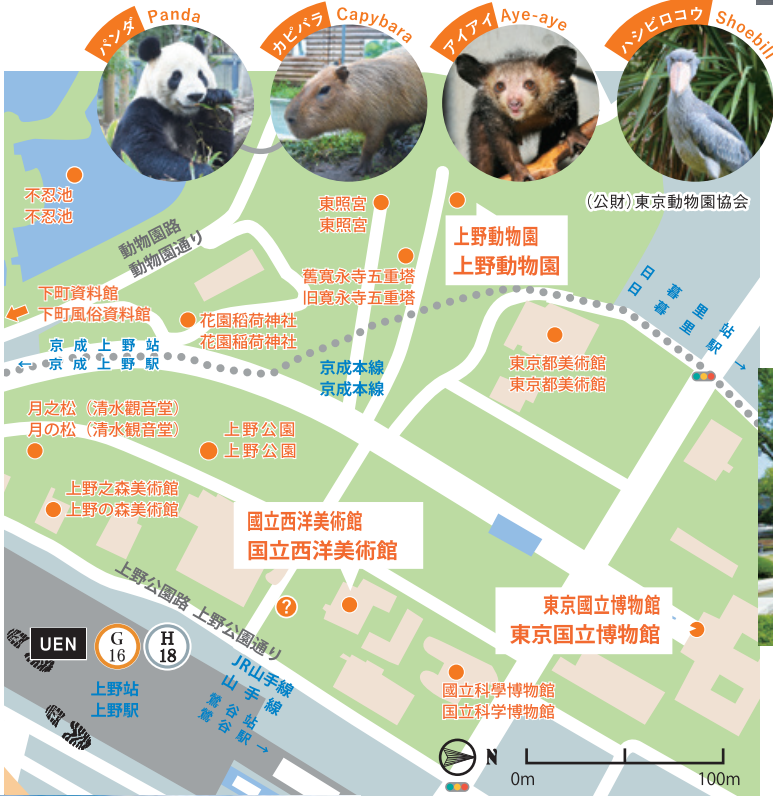 パンダ Panda
カピバラ Capybara
アイアイ Aye-aye
ハシビロコウ Shoebill
(公財)東京動物園協会
不忍池
不忍池
東照宮
東照宮
上野動物園
上野動物園
動物園路
動物園通り
舊寛永寺五重塔
旧寛永寺五重塔
日暮里站
日暮里駅 →
下町資料館
下町風俗資料館
花園稻荷神社
花園稲荷神社
京成上野站
← 京成上野駅
京成本線
京成本線
東京都美術館
東京都美術館
月之松（清水觀音堂）
月の松（清水観音堂）
上野公園
上野公園
上野之森美術館
上野の森美術館
國立西洋美術館
国立西洋美術館
上野公園路 上野公園通り
?
東京國立博物館
東京国立博物館
UEN
G
16
H
18
上野站
上野駅
JR山手線
山手線
鶯谷站
鶯谷駅 →
國立科學博物館
国立科学博物館
N
0m
100m